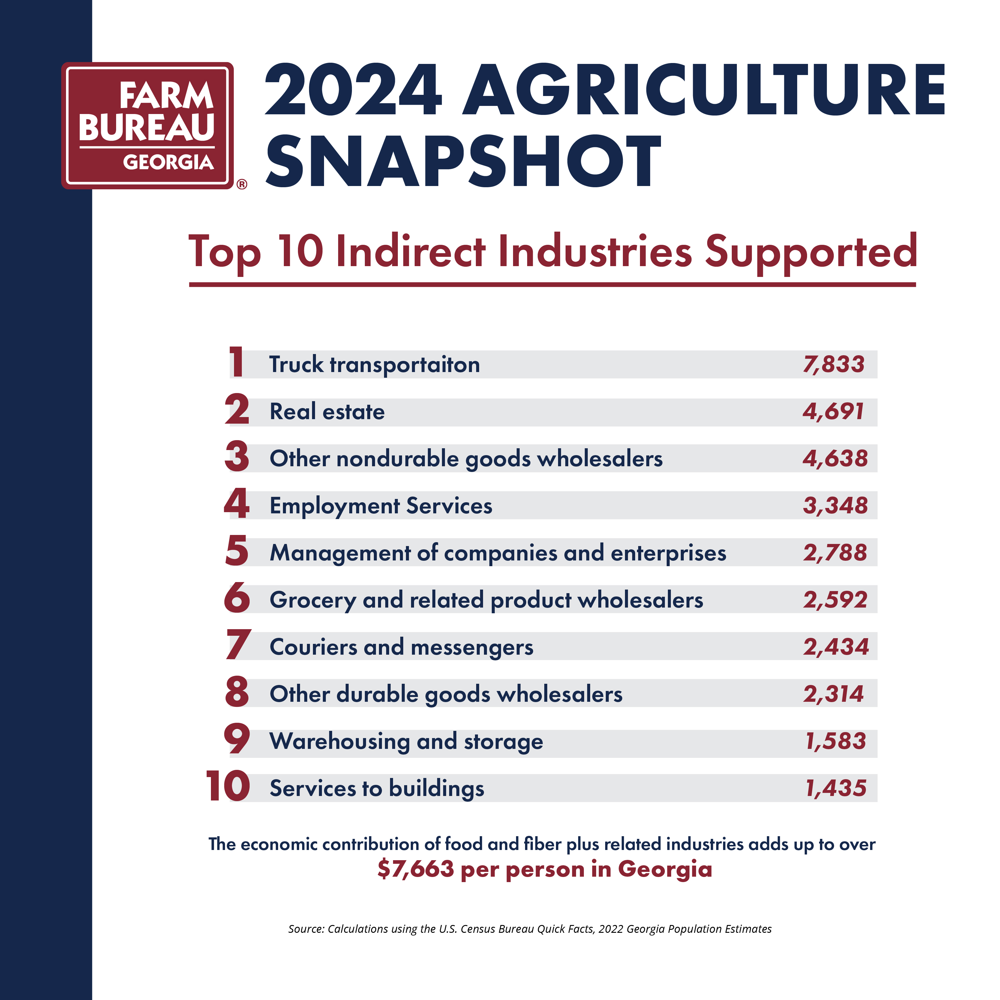 FARM
BUREAU
GEORGIA
®
2024 AGRICULTURE
SNAPSHOT
Top 10 Indirect Industries Supported
1 Truck transportaiton 7,833
2 Real estate 4,691
3 Other nondurable goods wholesalers 4,638
4 Employment Services 3,348
5 Management of companies and enterprises 2,788
6 Grocery and related product wholesalers 2,592
7 Couriers and messengers 2,434
8 Other durable goods wholesalers 2,314
9 Warehousing and storage 1,583
10 Services to buildings 1,435
The economic contribution of food and fiber plus related industries adds up to over
$7,663 per person in Georgia
Source: Calculations using the U.S. Census Bureau Quick Facts, 2022 Georgia Population Estimates